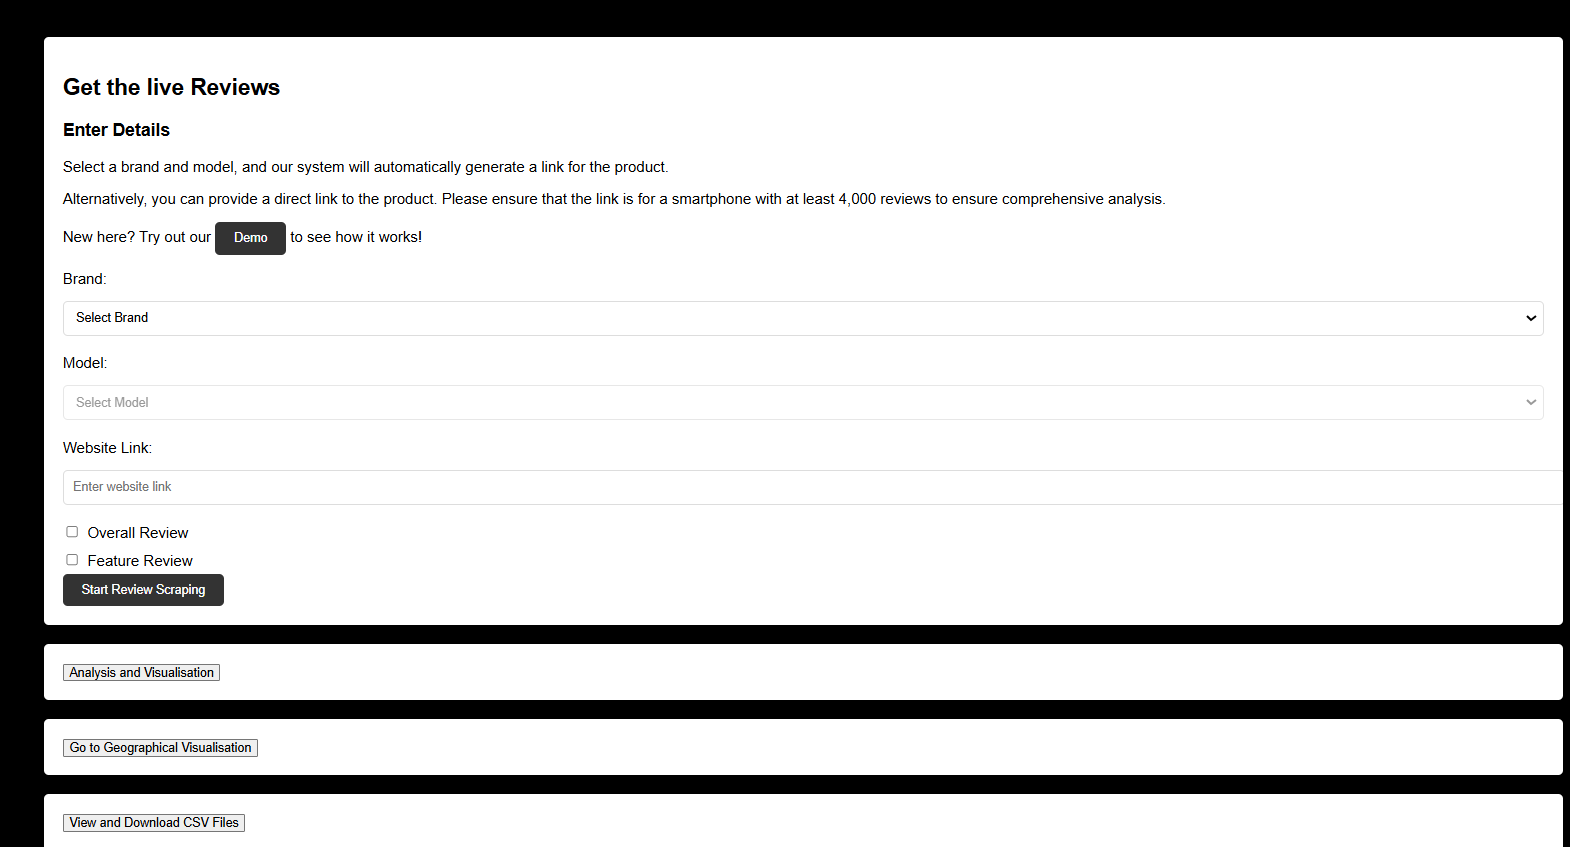 Get the live Reviews
Enter Details
Select a brand and model, and our system will automatically generate a link for the product.
Alternatively, you can provide a direct link to the product. Please ensure that the link is for a smartphone with at least 4,000 reviews to ensure comprehensive analysis.
New here? Try out our Demo to see how it works!
Brand:
Select Brand
Model:
Select Model
Website Link:
Enter website link
Overall Review
Feature Review
Start Review Scraping
Analysis and Visualisation
Go to Geographical Visualisation
View and Download CSV Files